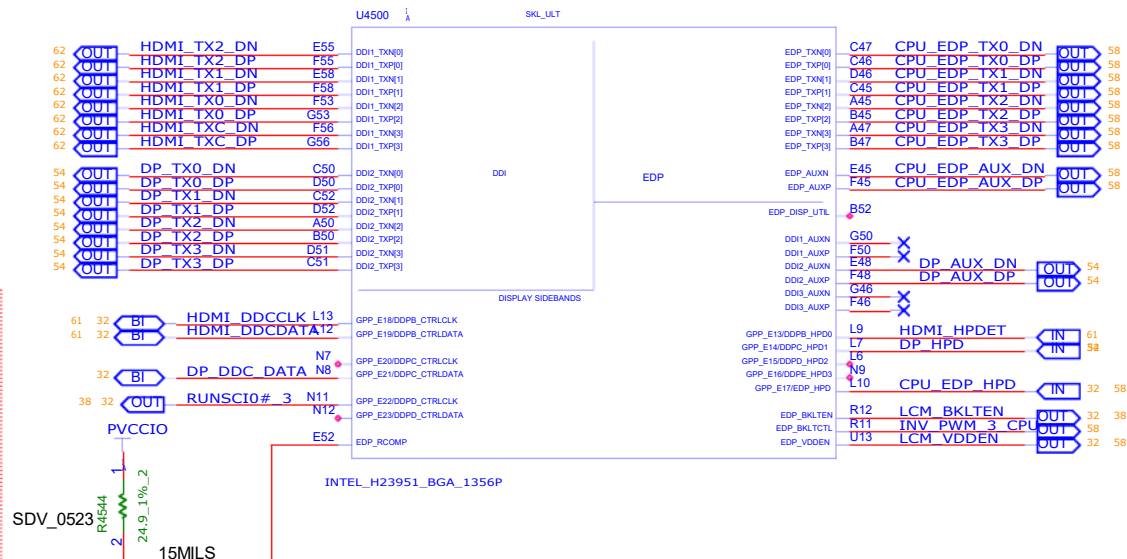 U4500 SKL_ULT
62 OUT HDMI_TX2_DN E55 DDI1_TXN[0] EDP_TXN[0] C47 CPU_EDP_TX0_DN OUT 58
62 OUT HDMI_TX2_DP F55 DDI1_TXP[0] EDP_TXP[0] C46 CPU_EDP_TX0_DP OUT 58
62 OUT HDMI_TX1_DN E58 DDI1_TXN[1] EDP_TXN[1] D46 CPU_EDP_TX1_DN OUT 58
62 OUT HDMI_TX1_DP F58 DDI1_TXP[1] EDP_TXP[1] C45 CPU_EDP_TX1_DP OUT 58
62 OUT HDMI_TX0_DN F53 DDI1_TXN[2] EDP_TXN[2] A45 CPU_EDP_TX2_DN OUT 58
62 OUT HDMI_TX0_DP G53 DDI1_TXP[2] EDP_TXP[2] B45 CPU_EDP_TX2_DP OUT 58
62 OUT HDMI_TXC_DN F56 DDI1_TXN[3] EDP_TXN[3] A47 CPU_EDP_TX3_DN OUT 58
62 OUT HDMI_TXC_DP G56 DDI1_TXP[3] EDP_TXP[3] B47 CPU_EDP_TX3_DP OUT 58
54 OUT DP_TX0_DN C50 DDI2_TXN[0] DDI EDP EDP_AUXN E45 CPU_EDP_AUX_DN OUT 58
54 OUT DP_TX0_DP D50 DDI2_TXP[0] EDP_AUXP F45 CPU_EDP_AUX_DP OUT 58
54 OUT DP_TX1_DN C52 DDI2_TXN[1]
54 OUT DP_TX1_DP D52 DDI2_TXP[1] EDP_DISP_UTIL B52
54 OUT DP_TX2_DN A50 DDI2_TXN[2]
54 OUT DP_TX2_DP B50 DDI2_TXP[2] DDI1_AUXN G50
54 OUT DP_TX3_DN D51 DDI2_TXN[3] DDI1_AUXP F50
54 OUT DP_TX3_DP C51 DDI2_TXP[3] DDI2_AUXN E48 DP_AUX_DN OUT 54
DDI2_AUXP F48 DP_AUX_DP OUT
DISPLAY SIDEBANDS DDI3_AUXN G46
DDI3_AUXP F46
61 32 BI HDMI_DDCCLK L13 GPP_E18/DDPB_CTRLCLK
61 32 BI HDMI_DDCDATA L12 GPP_E19/DDPB_CTRLDATA GPP_E13/DDPB_HPD0 L9 HDMI_HPDET IN 61
GPP_E14/DDPC_HPD1 L7 DP_HPD IN
N7 GPP_E20/DDPC_CTRLCLK GPP_E15/DDPD_HPD2 L6
32 BI DP_DDC_DATA N8 GPP_E21/DDPC_CTRLDATA GPP_E16/DDPE_HPD3 N9
GPP_E17/EDP_HPD L10 CPU_EDP_HPD IN 32 58
38 32 OUT RUNSCI0#_3 N11 GPP_E22/DDPD_CTRLCLK
N12 GPP_E23/DDPD_CTRLDATA EDP_BKLTEN R12 LCM_BKLTEN OUT 32 38
PVCCIO EDP_BKLTCTL R11 INV_PWM_3_CPU OUT 58
E52 EDP_RCOMP EDP_VDDEN U13 LCM_VDDEN OUT 32 58
INTEL_H23951_BGA_1356P
1
R4544
24.9_1%_2
SDV_0523
2
15MILS